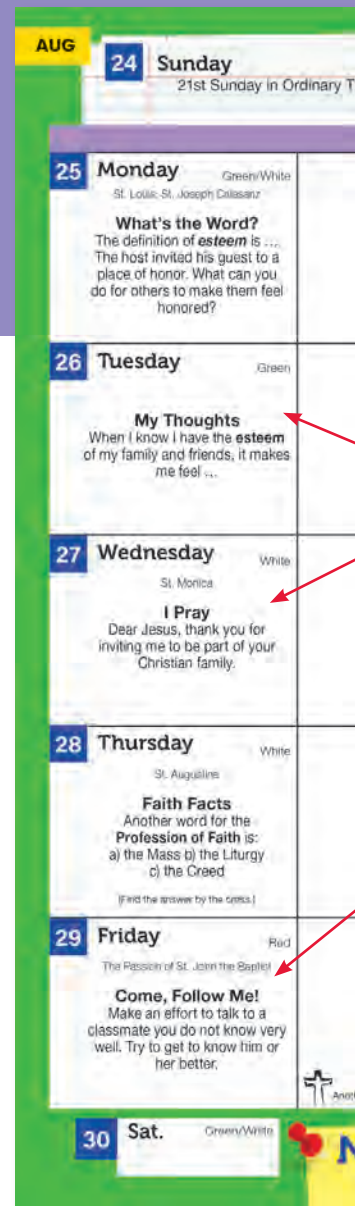 AUG
24 Sunday
21st Sunday in Ordinary T
25 Monday Green/White
St. Louis; St. Joseph Calasanz
What's the Word?
The definition of esteem is ...
The host invited his guest to a
place of honor. What can you
do for others to make them feel
honored?
26 Tuesday Green
My Thoughts
When I know I have the esteem
of my family and friends, it makes
me feel ...
27 Wednesday White
St. Monica
I Pray
Dear Jesus, thank you for
inviting me to be part of your
Christian family.
28 Thursday White
St. Augustine
Faith Facts
Another word for the
Profession of Faith is:
a) the Mass b) the Liturgy
c) the Creed
(Find the answer by the cross.)
29 Friday Red
The Passion of St. John the Baptist
Come, Follow Me!
Make an effort to talk to a
classmate you do not know very
well. Try to get to know him or
her better.
Anot
30 Sat. Green/White